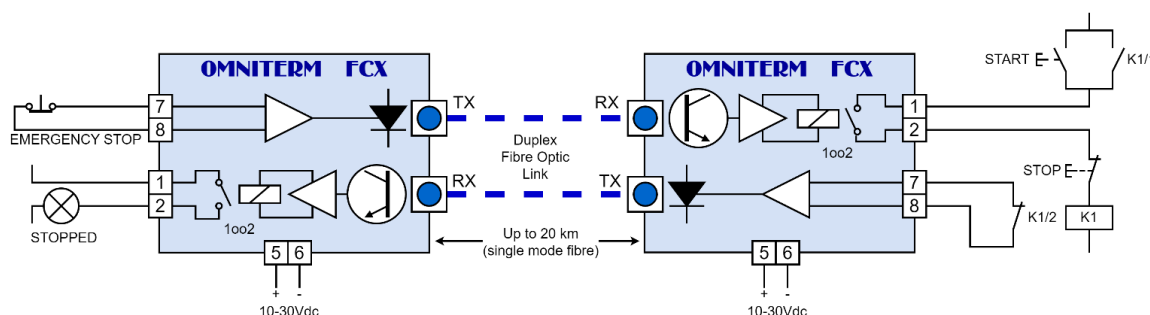 OMNITERM FCX
TX
7
8
EMERGENCY STOP
RX
1
2
1oo2
STOPPED
5 6
+ -
10-30Vdc
Duplex
Fibre Optic
Link
Up to 20 km
(single mode fibre)
OMNITERM FCX
RX
1
2
1oo2
TX
7
8
5 6
+ -
10-30Vdc
START
K1/1
STOP
K1/2
K1